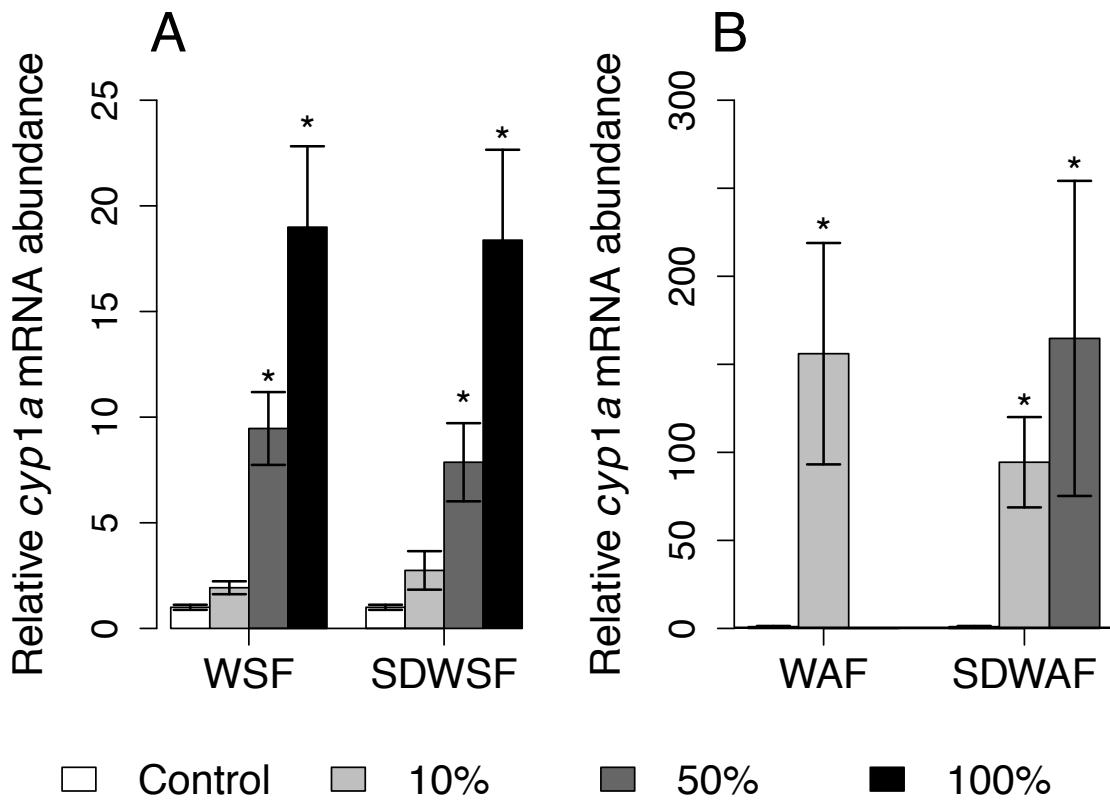 A
Relative cyp1a mRNA abundance
25
20
15
10
5
0
*
*
*
*
WSF
SDWSF
B
Relative cyp1a mRNA abundance
300
200
100
50
0
*
*
*
WAF
SDWAF
Control
10%
50%
100%